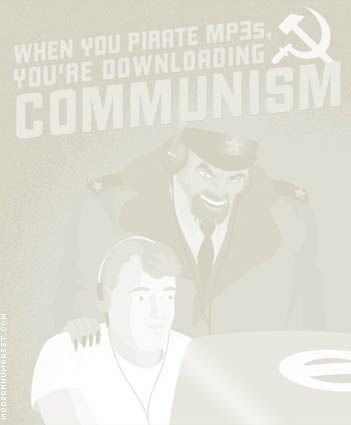 WHEN YOU PIRATE MP3s,
YOU'RE DOWNLOADING
COMMUNISM
MODERNHUMORIST.COM